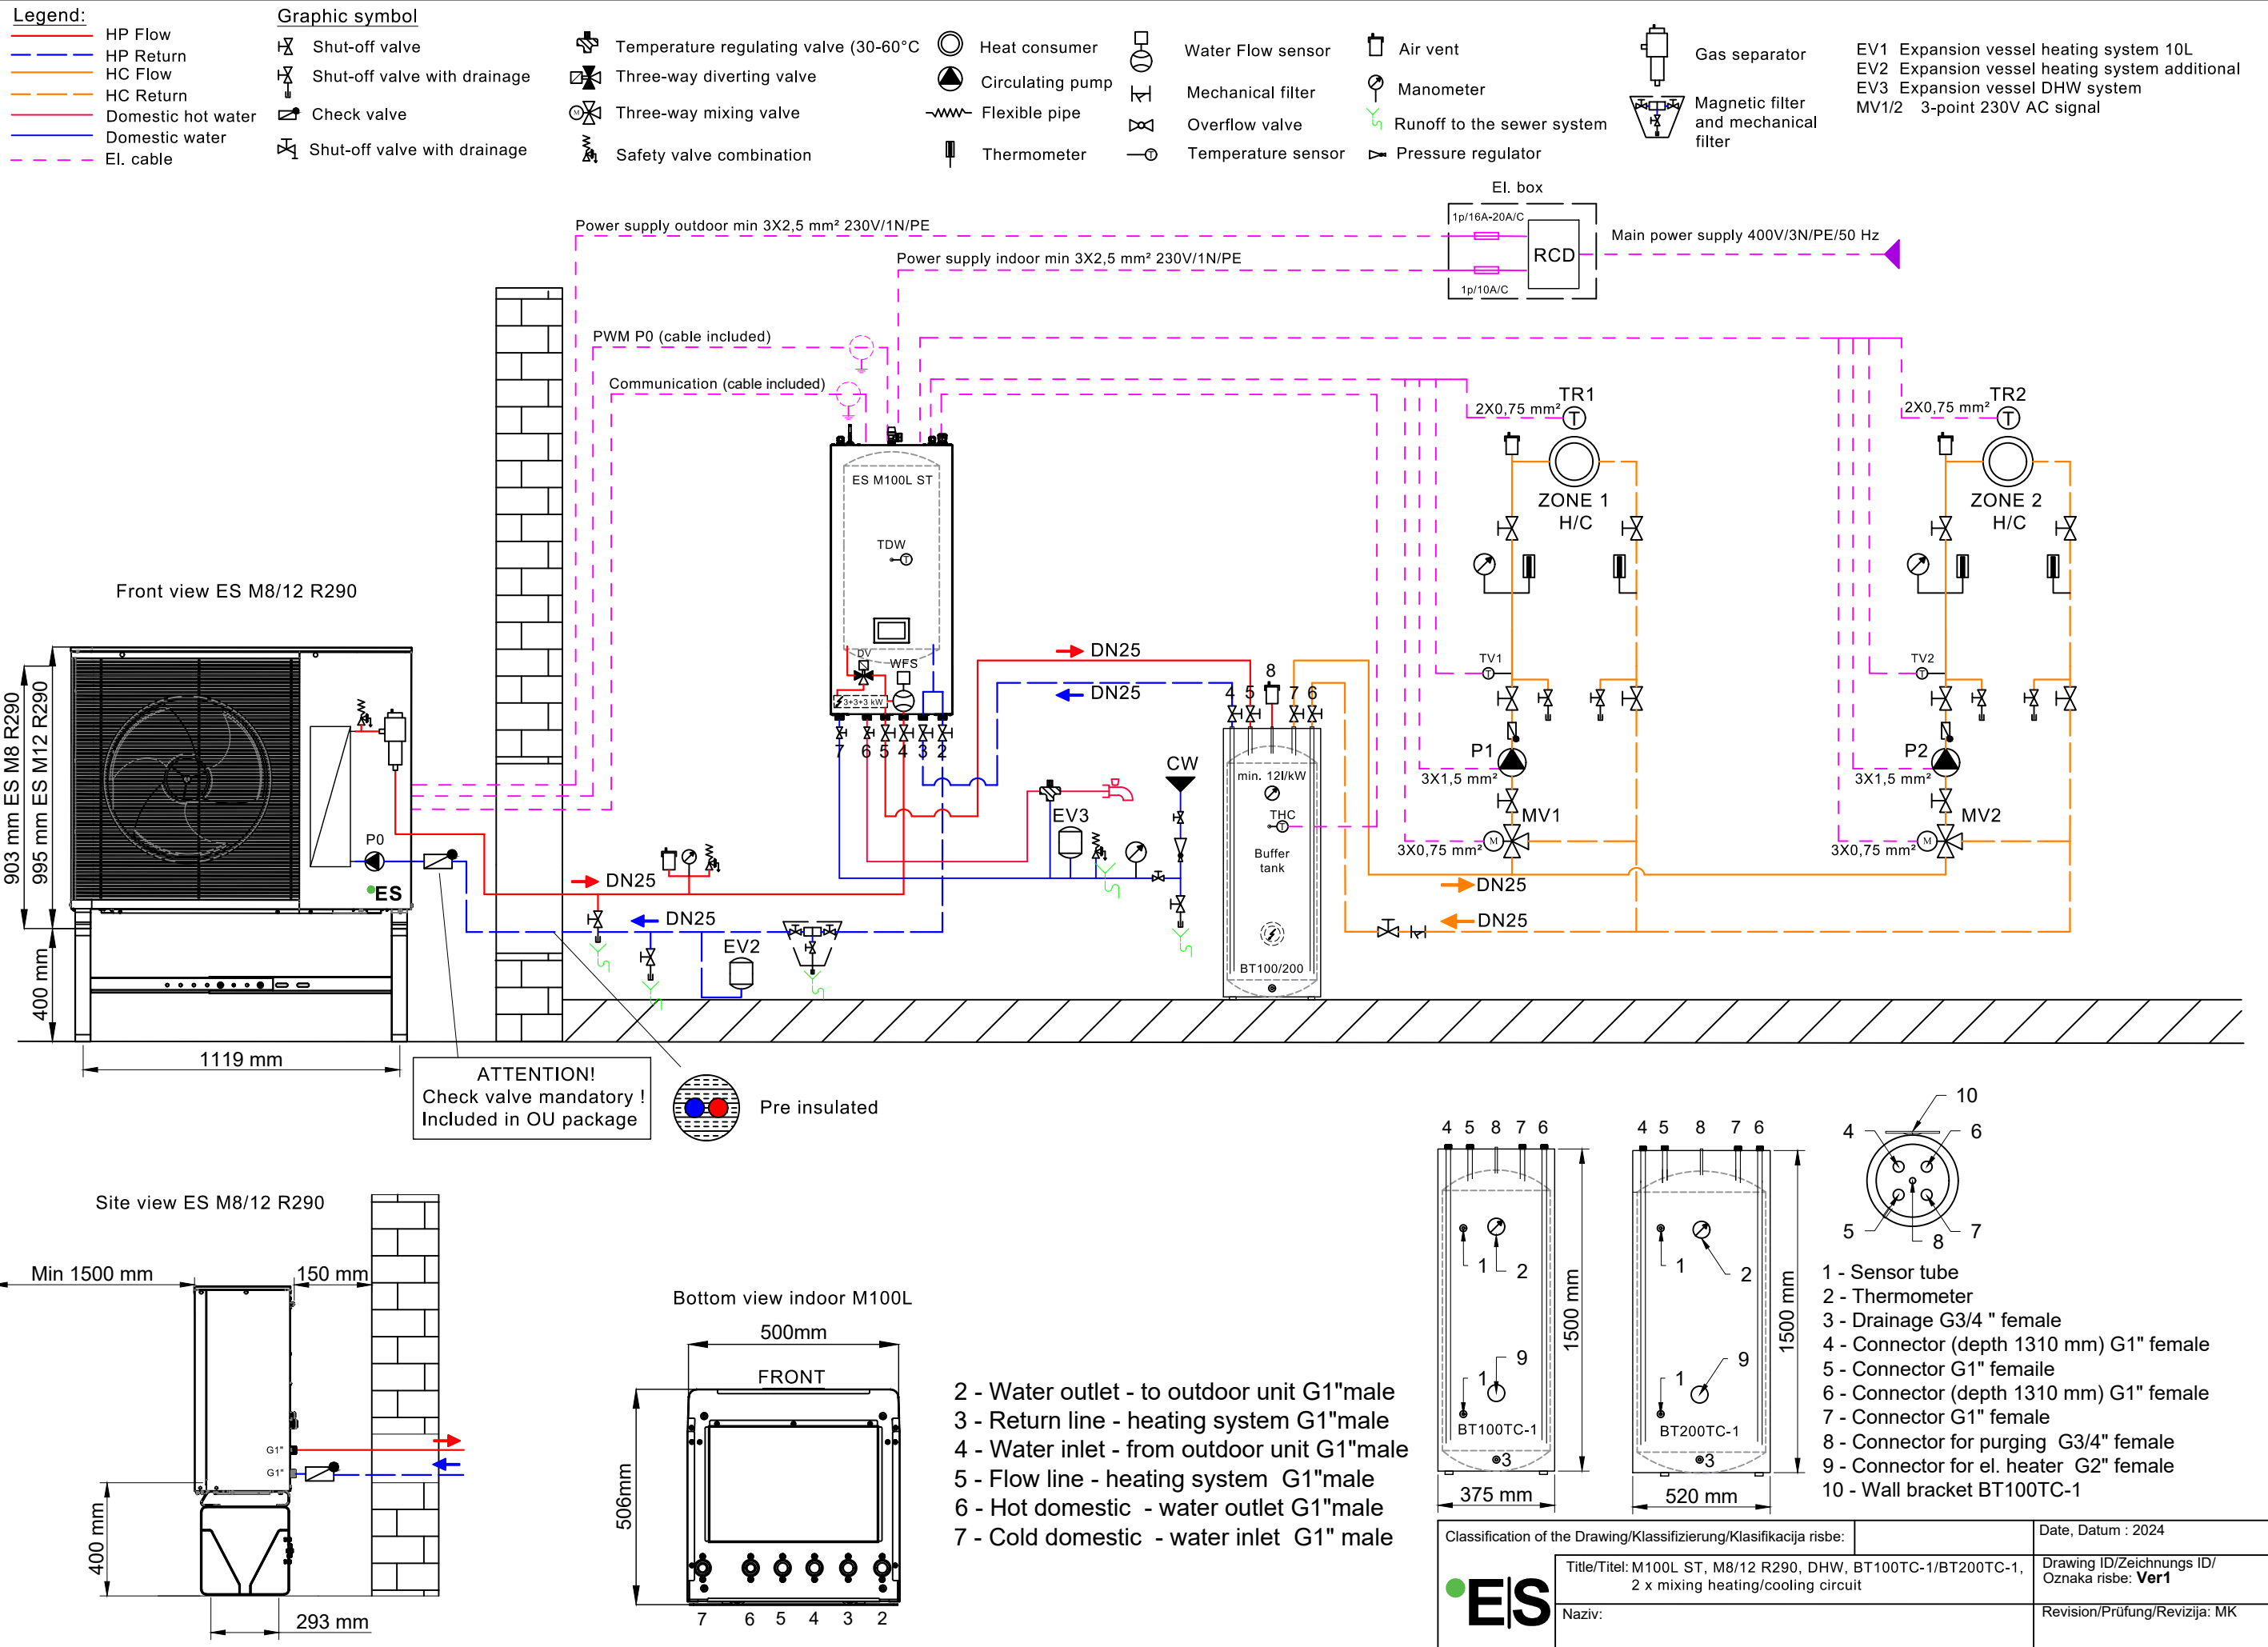 Legend:
HP Flow
HP Return
HC Flow
HC Return
Domestic hot water
Domestic water
El. cable
Graphic symbol
Shut-off valve
Shut-off valve with drainage
Check valve
Shut-off valve with drainage
Temperature regulating valve (30-60°C
Three-way diverting valve
M
Three-way mixing valve
Safety valve combination
Heat consumer
Circulating pump
Flexible pipe
Thermometer
Water Flow sensor
Mechanical filter
Overflow valve
T
Temperature sensor
Air vent
Manometer
Runoff to the sewer system
Pressure regulator
Gas separator
Magnetic filter
and mechanical
filter
EV1 Expansion vessel heating system 10L
EV2 Expansion vessel heating system additional
EV3 Expansion vessel DHW system
MV1/2 3-point 230V AC signal
El. box
1p/16A-20A/C
RCD
1p/10A/C
Main power supply 400V/3N/PE/50 Hz
Power supply outdoor min 3X2,5 mm² 230V/1N/PE
Power supply indoor min 3X2,5 mm² 230V/1N/PE
PWM P0 (cable included)
Communication (cable included)
TR1
2X0,75 mm²
T
ZONE 1
H/C
TR2
2X0,75 mm²
T
ZONE 2
H/C
ES M100L ST
TDW
T
DV
WFS
3+3+3 kW
7 6 5 4 3 2
Front view ES M8/12 R290
903 mm ES M8 R290
995 mm ES M12 R290
400 mm
1119 mm
P0
ES
DN25
DN25
DN25
DN25
EV2
EV3
CW
4 5 8 7 6
min. 12l/kW
THC
T
Buffer
tank
BT100/200
TV1
T
P1
3X1,5 mm²
MV1
M
3X0,75 mm²
TV2
T
P2
3X1,5 mm²
MV2
M
3X0,75 mm²
DN25
DN25
ATTENTION!
Check valve mandatory !
Included in OU package
Pre insulated
Site view ES M8/12 R290
Min 1500 mm
150 mm
G1"
G1"
400 mm
293 mm
Bottom view indoor M100L
500mm
FRONT
506mm
7 6 5 4 3 2
2 - Water outlet - to outdoor unit G1"male
3 - Return line - heating system G1"male
4 - Water inlet - from outdoor unit G1"male
5 - Flow line - heating system G1"male
6 - Hot domestic - water outlet G1"male
7 - Cold domestic - water inlet G1" male
4 5 8 7 6
1
2
9
1
BT100TC-1
3
1500 mm
375 mm
4 5 8 7 6
1
2
9
1
BT200TC-1
3
1500 mm
520 mm
10
4
6
5
7
8
1 - Sensor tube
2 - Thermometer
3 - Drainage G3/4 " female
4 - Connector (depth 1310 mm) G1" female
5 - Connector G1" femaile
6 - Connector (depth 1310 mm) G1" female
7 - Connector G1" female
8 - Connector for purging G3/4" female
9 - Connector for el. heater G2" female
10 - Wall bracket BT100TC-1
Classification of the Drawing/Klassifizierung/Klasifikacija risbe:
Date, Datum : 2024
E|S
Title/Titel: M100L ST, M8/12 R290, DHW, BT100TC-1/BT200TC-1,
2 x mixing heating/cooling circuit
Drawing ID/Zeichnungs ID/
Oznaka risbe: Ver1
Naziv:
Revision/Prüfung/Revizija: MK